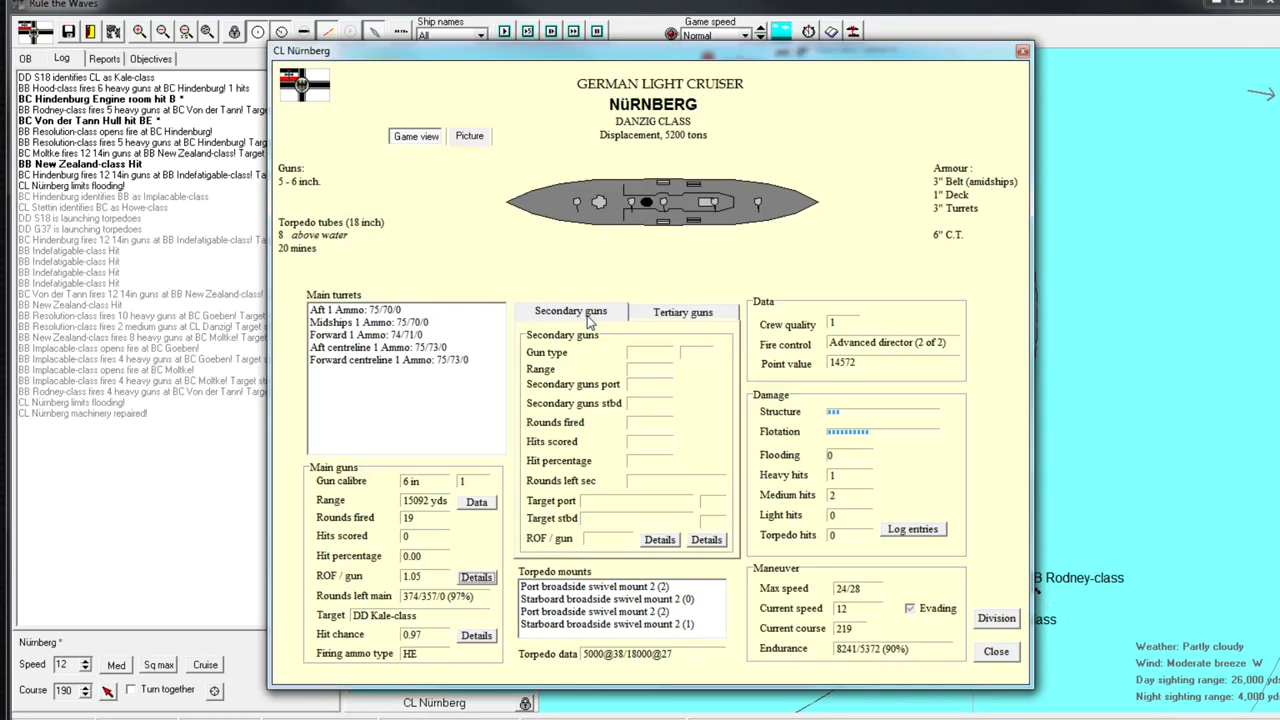 Rule the Waves
Ship names
All
Game speed
Normal
OB
Log
Reports
Objectives
DD S18 identifies CL as Kale-class
BB Hood-class fires 6 heavy guns at BC Hindenburg! 1 hits
BC Hindenburg Engine room hit B *
BB Rodney-class fires 5 heavy guns at BC Von der Tann! Target
BC Von der Tann Hull hit BE *
BB Resolution-class opens fire at BC Hindenburg!
BB Resolution-class fires 5 heavy guns at BC Hindenburg! Target
BC Moltke fires 12 14in guns at BB New Zealand-class! Target
BB New Zealand-class Hit
BC Hindenburg fires 12 14in guns at BB Indefatigable-class! Target
CL Nürnberg limits flooding!
BC Hindenburg identifies BB as Implacable-class
CL Stettin identifies BC as Howe-class
DD S18 is launching torpedoes
DD G37 is launching torpedoes
BC Hindenburg fires 12 14in guns at BB Indefatigable-class! Target
BB Indefatigable-class Hit
BB Indefatigable-class Hit
BB Indefatigable-class Hit
BC Von der Tann fires 12 14in guns at BB New Zealand-class!
BB New Zealand-class Hit
BB Resolution-class fires 10 heavy guns at BC Goeben! Target
BB Resolution-class fires 2 medium guns at CL Danzig! Target
BB New Zealand-class fires 8 heavy guns at BC Moltke! Target
BB Implacable-class opens fire at BC Goeben!
BB Implacable-class fires 4 heavy guns at BC Goeben! Target
BB Implacable-class opens fire at BC Moltke!
BB Implacable-class fires 4 heavy guns at BC Moltke! Target s
BB Rodney-class fires 4 heavy guns at BC Von der Tann! Target
CL Nürnberg limits flooding!
CL Nürnberg machinery repaired!
Nürnberg *
Speed 12 Med Sq max Cruise
Course 190 Turn together
CL Nürnberg
GERMAN LIGHT CRUISER
NüRNBERG
DANZIG CLASS
Displacement, 5200 tons
Game view Picture
Guns:
5 - 6 inch.
Torpedo tubes (18 inch)
8 above water
20 mines
Armour :
3" Belt (amidships)
1" Deck
3" Turrets
6" C.T.
Main turrets
Aft 1 Ammo: 75/70/0
Midships 1 Ammo: 75/70/0
Forward 1 Ammo: 74/71/0
Aft centreline 1 Ammo: 75/73/0
Forward centreline 1 Ammo: 75/73/0
Main guns
Gun calibre 6 in 1
Range 15092 yds Data
Rounds fired 19
Hits scored 0
Hit percentage 0.00
ROF / gun 1.05 Details
Rounds left main 374/357/0 (97%)
Target DD Kale-class
Hit chance 0.97 Details
Firing ammo type HE
Secondary guns Tertiary guns
Secondary guns
Gun type
Range
Secondary guns port
Secondary guns stbd
Rounds fired
Hits scored
Hit percentage
Rounds left sec
Target port
Target stbd
ROF / gun Details Details
Torpedo mounts
Port broadside swivel mount 2 (2)
Starboard broadside swivel mount 2 (0)
Port broadside swivel mount 2 (2)
Starboard broadside swivel mount 2 (1)
Torpedo data 5000@38/18000@27
Data
Crew quality 1
Fire control Advanced director (2 of 2)
Point value 14572
Damage
Structure
Flotation
Flooding 0
Heavy hits 1
Medium hits 2
Light hits 0
Torpedo hits 0
Log entries
Maneuver
Max speed 24/28
Current speed 12 Evading
Current course 219
Endurance 8241/5372 (90%)
Division
Close
CL Nürnberg
B Rodney-class
lass
Weather: Partly cloudy
Wind: Moderate breeze W
Day sighting range: 26,000 yds
Night sighting range: 4,000 yds